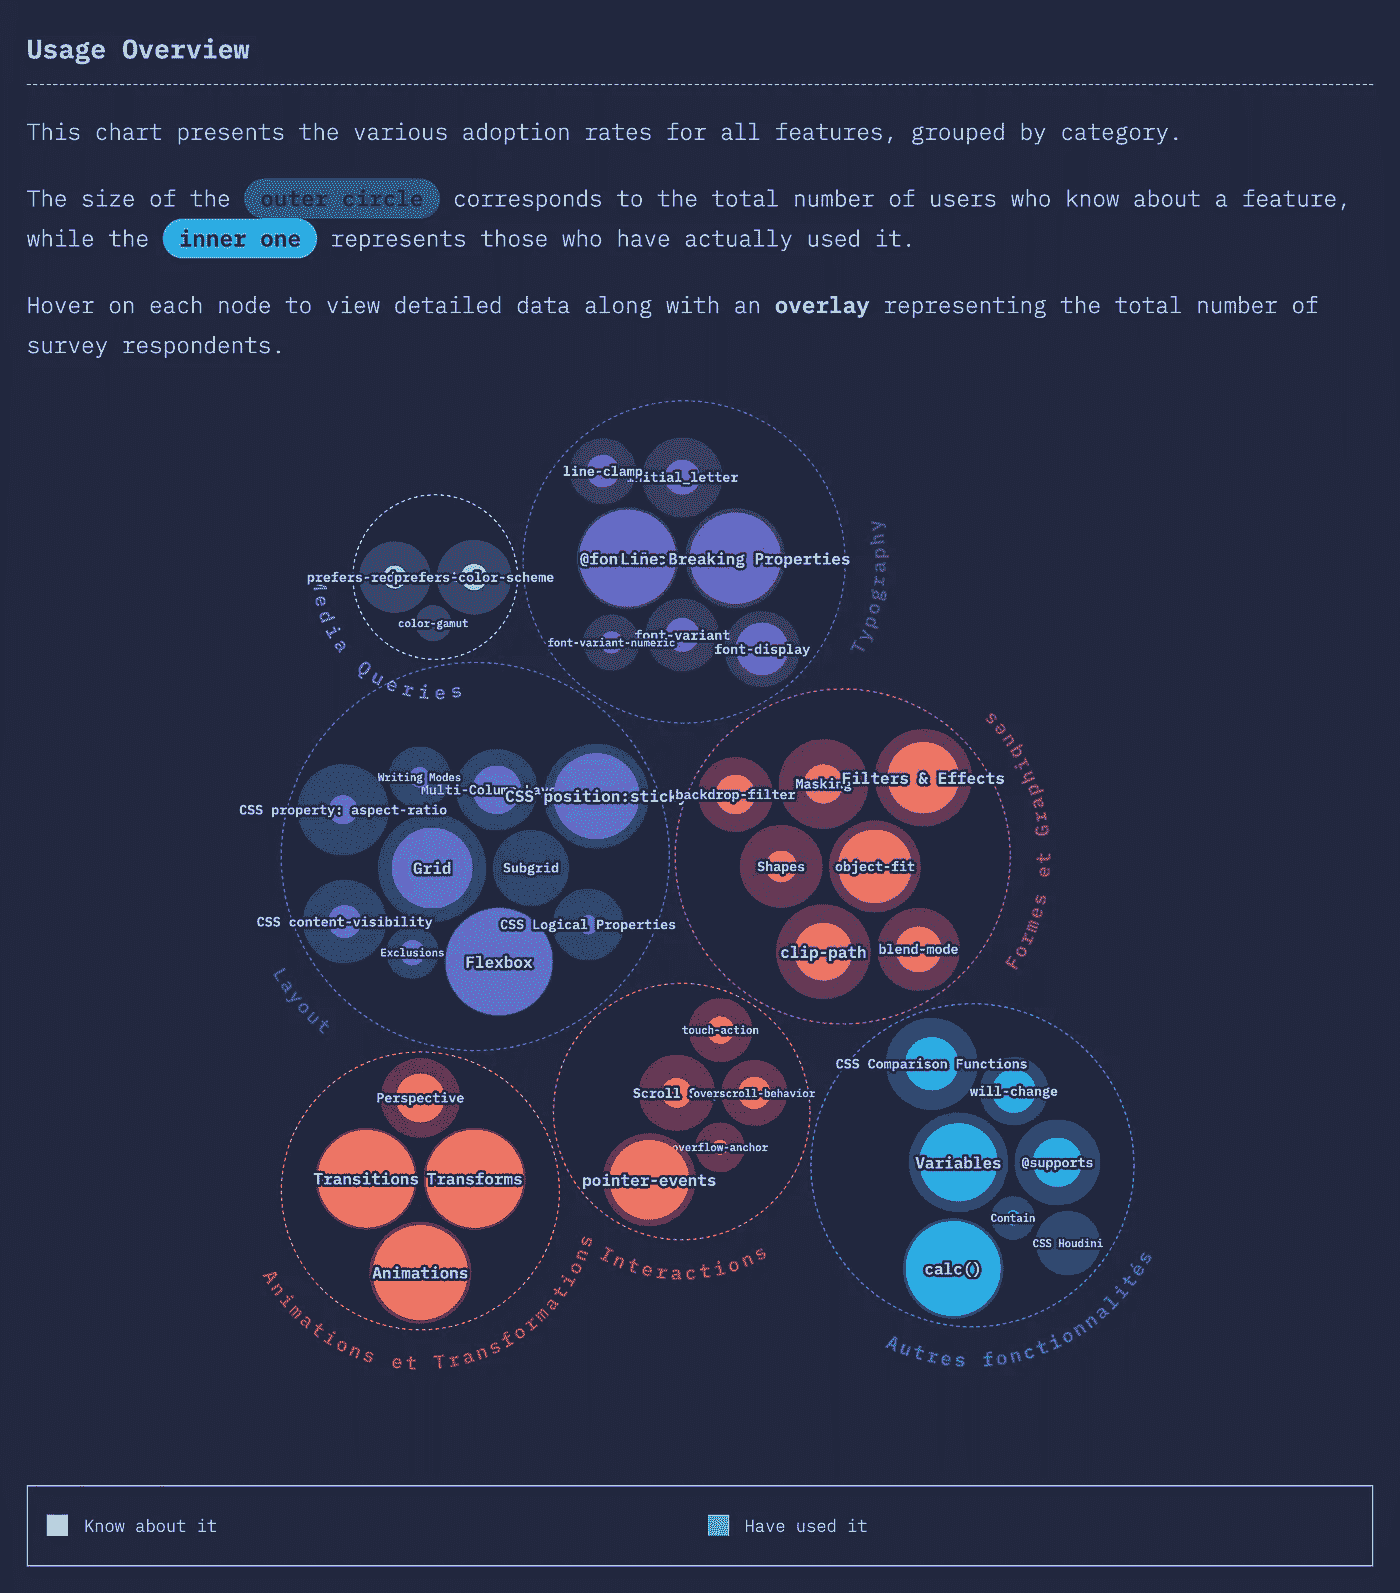 Usage Overview
This chart presents the various adoption rates for all features, grouped by category.
The size of the outer circle corresponds to the total number of users who know about a feature,
while the inner one represents those who have actually used it.
Hover on each node to view detailed data along with an overlay representing the total number of
survey respondents.
line-clamp
initial_letter
@fon
Line Breaking Properties
font-variant-numeric
font-variant
font-display
Typography
prefers-red
prefers-color-scheme
color-gamut
Media Queries
Writing Modes
Multi-Column Layo
CSS position:sticky
CSS property: aspect-ratio
Grid
Subgrid
CSS content-visibility
CSS Logical Properties
Exclusions
Flexbox
Layout
backdrop-filter
Masking
Filters & Effects
Shapes
object-fit
clip-path
blend-mode
Formes et Graphiques
touch-action
Scroll
overscroll-behavior
overflow-anchor
pointer-events
Interactions
Perspective
Transitions
Transforms
Animations
Animations et Transformations
CSS Comparison Functions
will-change
Variables
@supports
Contain
CSS Houdini
calc()
Autres fonctionnalités
Know about it
Have used it